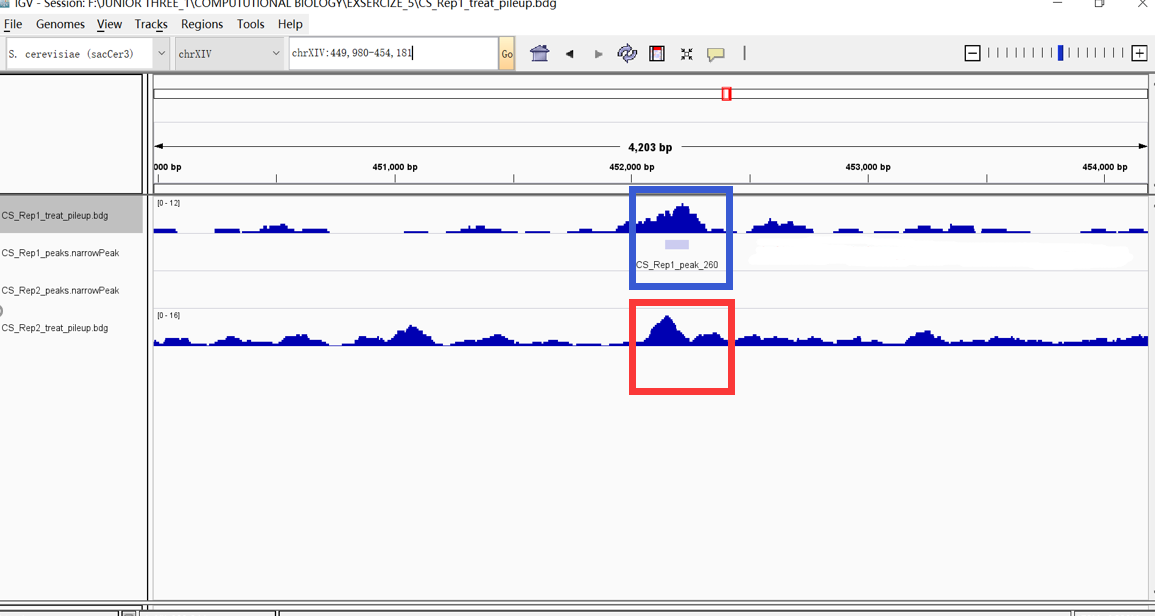 IGV - Session: F:\JUNIOR THREE_1\COMPUTUTIONAL BIOLOGY\EXSERCIZE_5\CS_Rep1_treat_pileup.bdg
File Genomes View Tracks Regions Tools Help
S. cerevisiae (sacCer3) chrXIV chrXIV:449,980-454,181 Go
4,203 bp
000 bp 451,000 bp 452,000 bp 453,000 bp 454,000 bp
[0 - 12]
CS_Rep1_treat_pileup.bdg
CS_Rep1_peaks.narrowPeak
CS_Rep1_peak_260
CS_Rep2_peaks.narrowPeak
[0 - 16]
CS_Rep2_treat_pileup.bdg